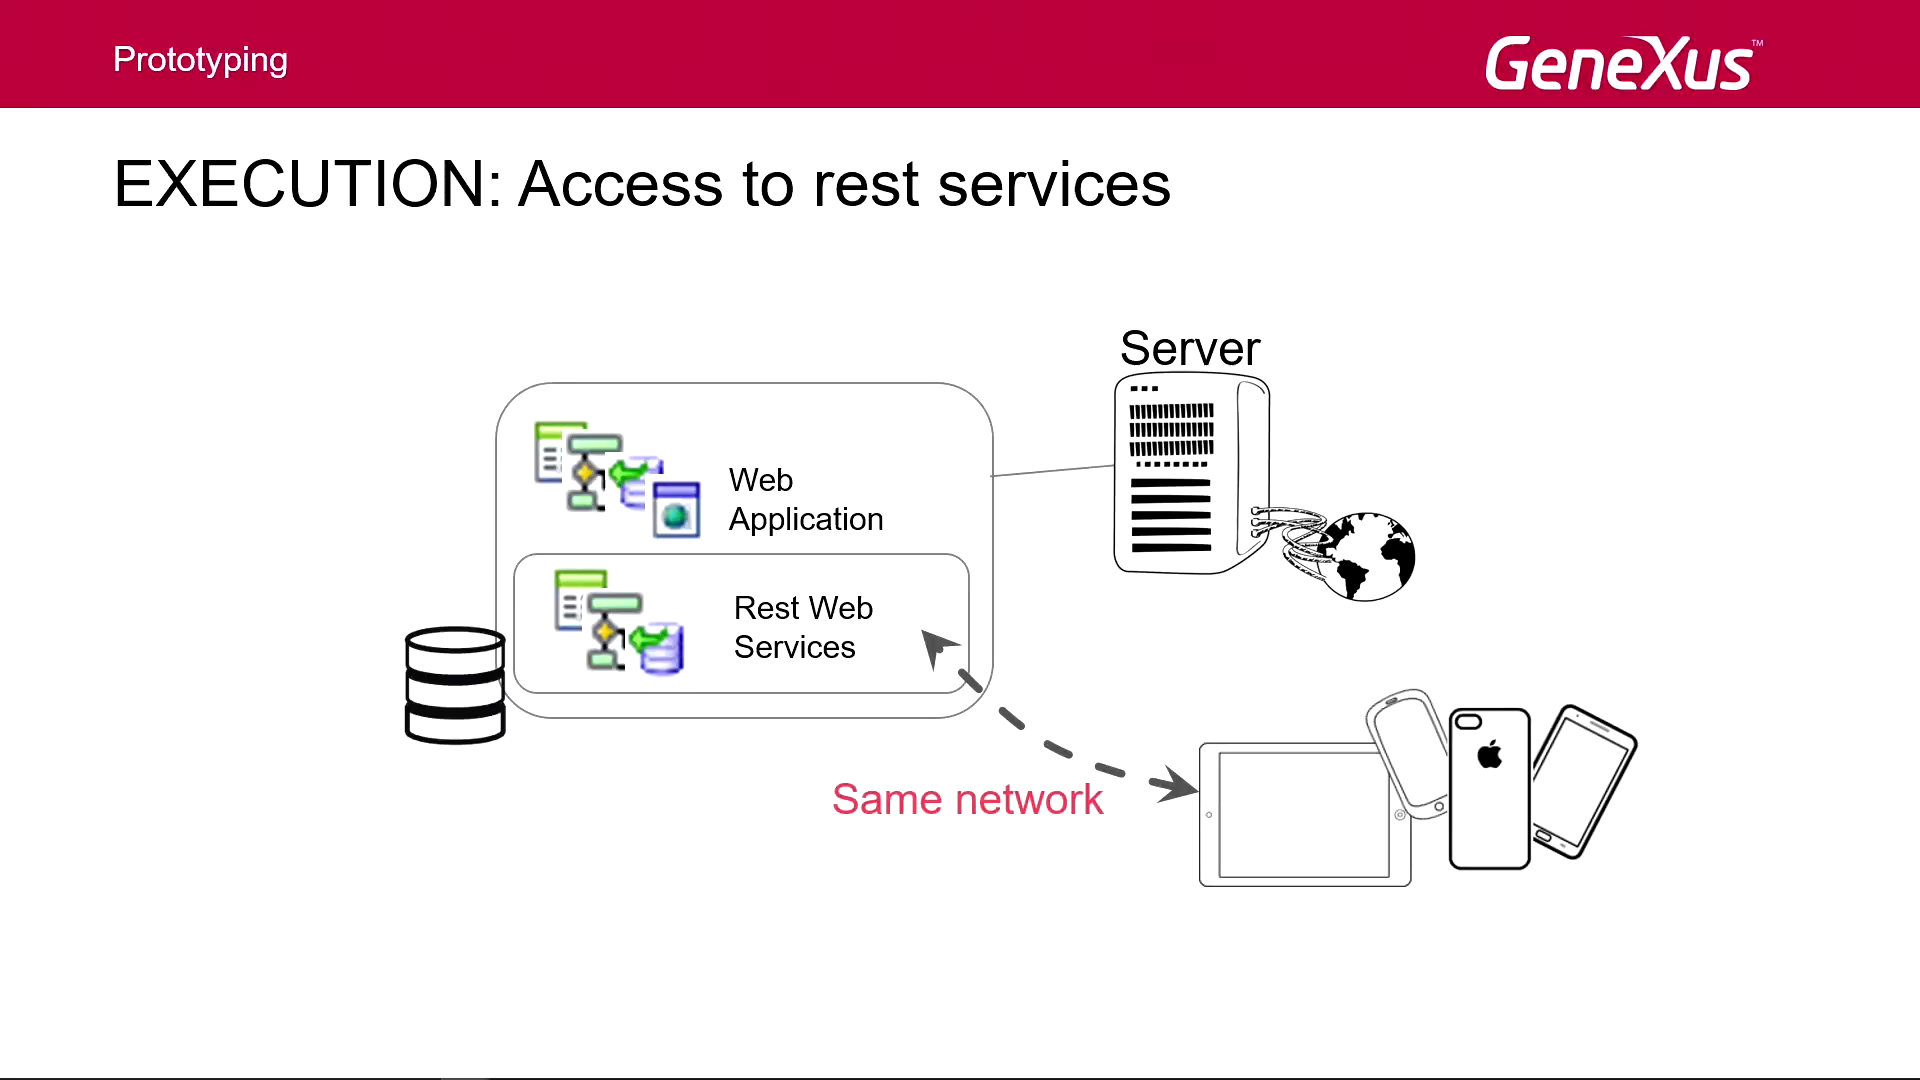 Prototyping
GeneXus™
EXECUTION: Access to rest services
Server
Web
Application
Rest Web
Services
Same network